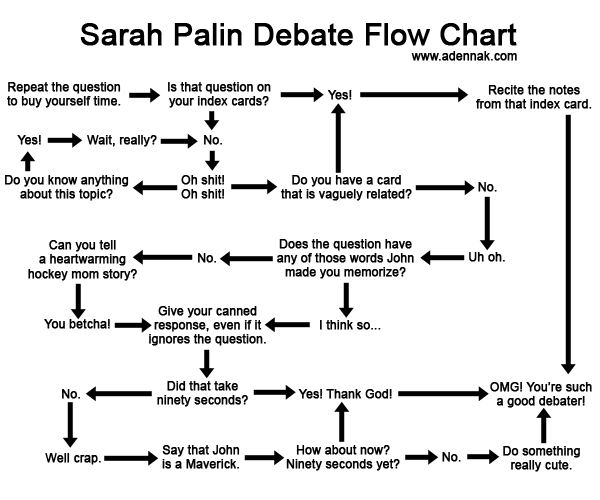 Sarah Palin Debate Flow Chart
www.adennak.com
Repeat the question
to buy yourself time.
Is that question on
your index cards?
Yes!
Recite the notes
from that index card.
Yes!
Wait, really?
No.
Do you know anything
about this topic?
Oh shit!
Oh shit!
Do you have a card
that is vaguely related?
No.
Can you tell
a heartwarming
hockey mom story?
No.
Does the question have
any of those words John
made you memorize?
Uh oh.
You betcha!
Give your canned
response, even if it
ignores the question.
I think so...
No.
Did that take
ninety seconds?
Yes! Thank God!
OMG! You're such
a good debater!
Well crap.
Say that John
is a Maverick.
How about now?
Ninety seconds yet?
No.
Do something
really cute.